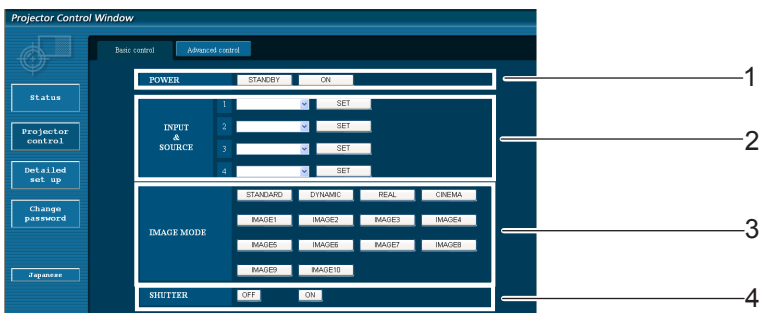 Projector Control Window
Basic control
Advanced control
POWER
STANDBY
ON
1
Status
Projector
control
Detailed
set up
Change
password
Japanese
INPUT
&
SOURCE
1
SET
2
SET
3
SET
4
SET
2
IMAGE MODE
STANDARD
DYNAMIC
REAL
CINEMA
IMAGE1
IMAGE2
IMAGE3
IMAGE4
IMAGE5
IMAGE6
IMAGE7
IMAGE8
IMAGE9
IMAGE10
3
SHUTTER
OFF
ON
4